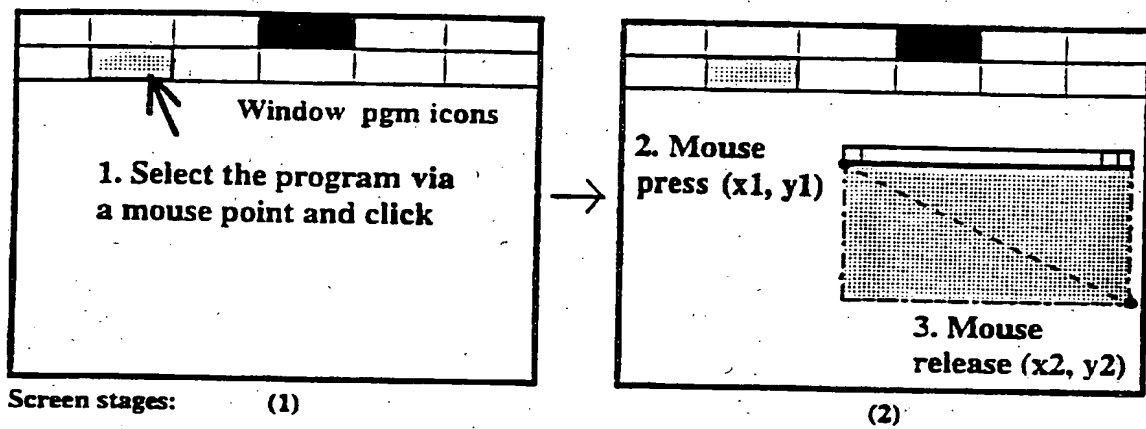 Window pgm icons
1. Select the program via
a mouse point and click
2. Mouse
press (x1, y1)
3. Mouse
release (x2, y2)
Screen stages:
(1)
(2)